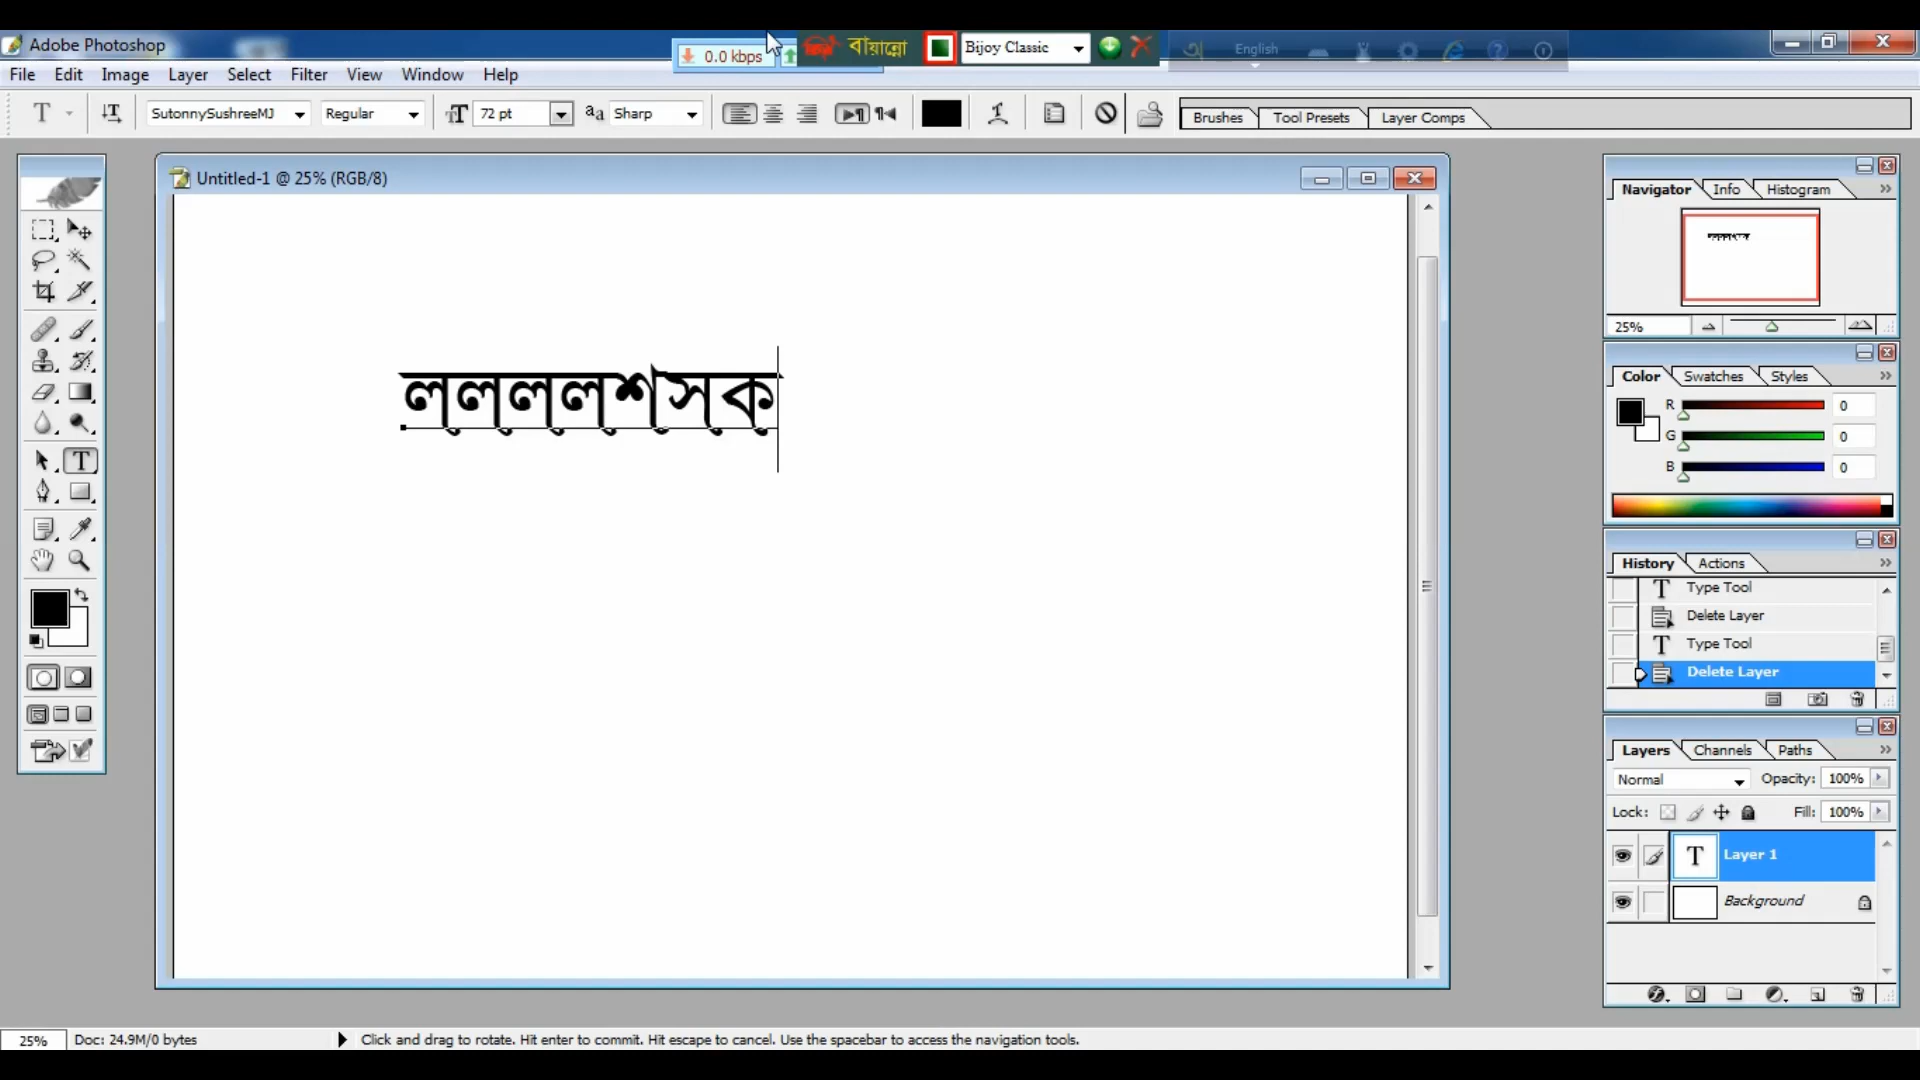 Adobe Photoshop
0.0 kbps
বায়ান্নো
Bijoy Classic
English
File Edit Image Layer Select Filter View Window Help
SutonnySushreeMJ Regular 72 pt Sharp
Brushes Tool Presets Layer Comps
Untitled-1 @ 25% (RGB/8)
Navigator Info Histogram
25%
লললললশসক
Color Swatches Styles
R 0
G 0
B 0
History Actions
Type Tool
Delete Layer
Type Tool
Delete Layer
Layers Channels Paths
Normal Opacity: 100%
Lock: Fill: 100%
T Layer 1
Background
25% Doc: 24.9M/0 bytes Click and drag to rotate. Hit enter to commit. Hit escape to cancel. Use the spacebar to access the navigation tools.